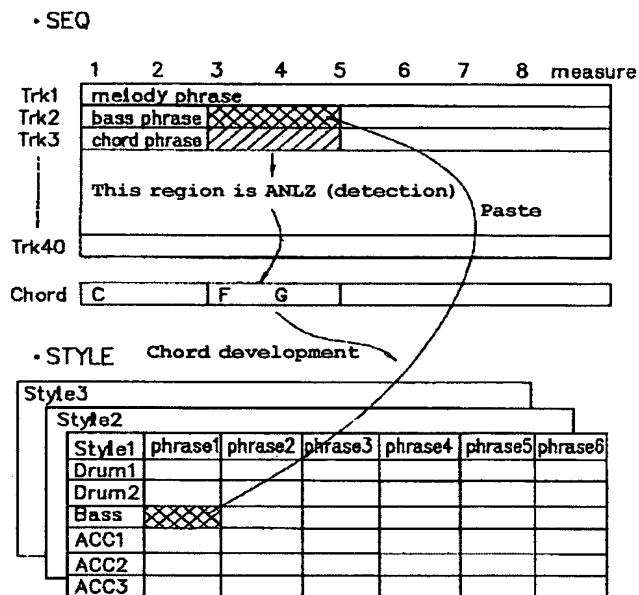 • SEQ
1 2 3 4 5 6 7 8 measure
Trk1 melody phrase
Trk2 bass phrase
Trk3 chord phrase
This region is ANLZ (detection)
Paste
Trk40
Chord C F G
• STYLE Chord development
Style3
Style2
Style1 phrase1 phrase2 phrase3 phrase4 phrase5 phrase6
Drum1
Drum2
Bass
ACC1
ACC2
ACC3